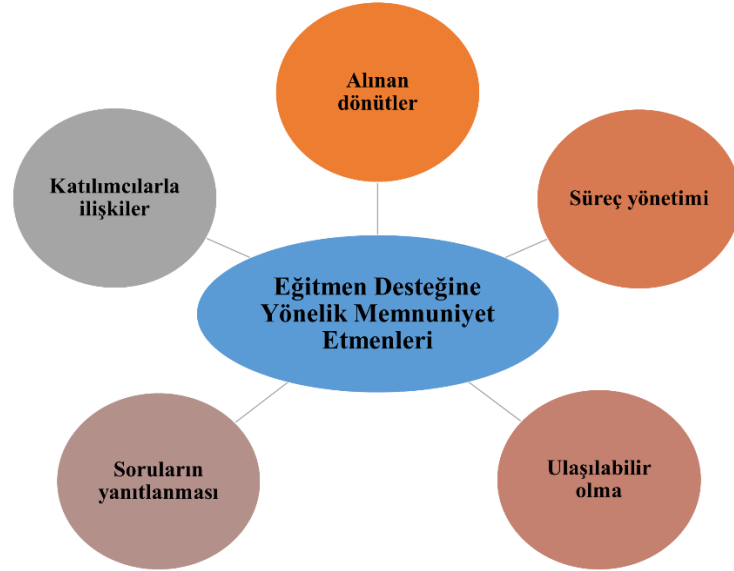 Alınan
dönütler
Katılımcılarla
ilişkiler
Süreç yönetimi
Eğitmen Desteğine
Yönelik Memnuniyet
Etmenleri
Soruların
yanıtlanması
Ulaşılabilir
olma